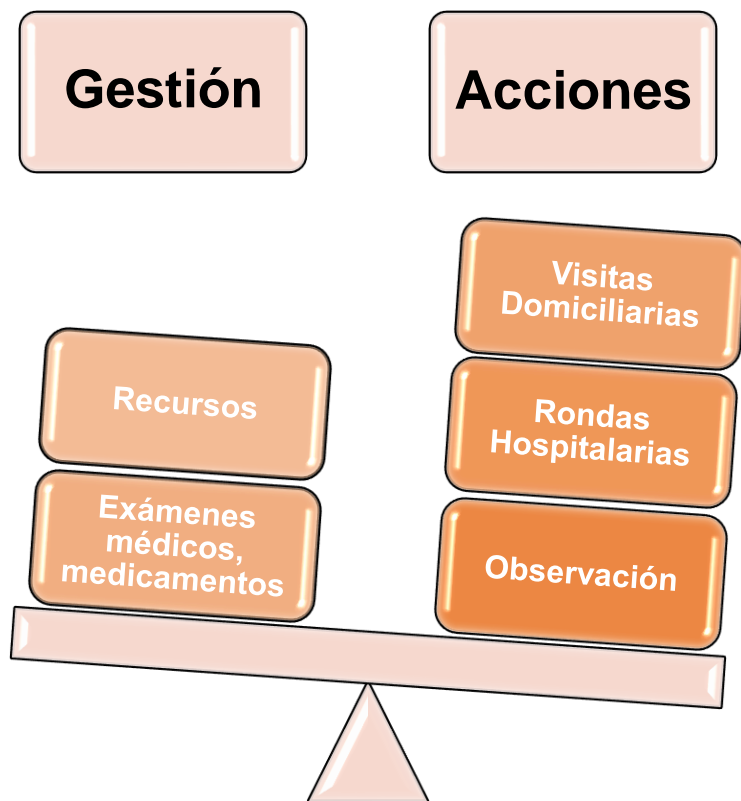 Gestión
Acciones
Recursos
Exámenes
médicos,
medicamentos
Visitas
Domiciliarias
Rondas
Hospitalarias
Observación